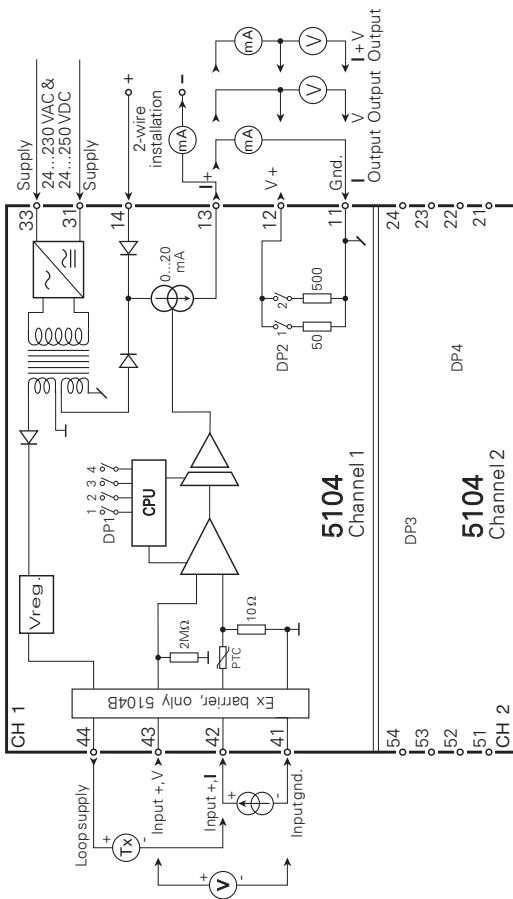 CH 1
Vreg.
Supply
24...230 VAC &
24...250 VDC
Supply
33
31
+
2-wire
installation
-
mA
14
13
I+
0...20
mA
1 2 3 4
DP1
CPU
Ex barrier, only 5104B
Loop supply
44
Input +, V
43
Input +, I
42
Input gnd.
41
+
Tx
-
+
-
+
V
-
2MΩ
PTC
10Ω
12
V +
11
Gnd.
DP2
1
2
50
500
mA
I Output
V
V Output
mA
V
I + V Output
5104
Channel 1
54
53
52
51
24
23
22
21
DP3
DP4
5104
Channel 2
CH 2